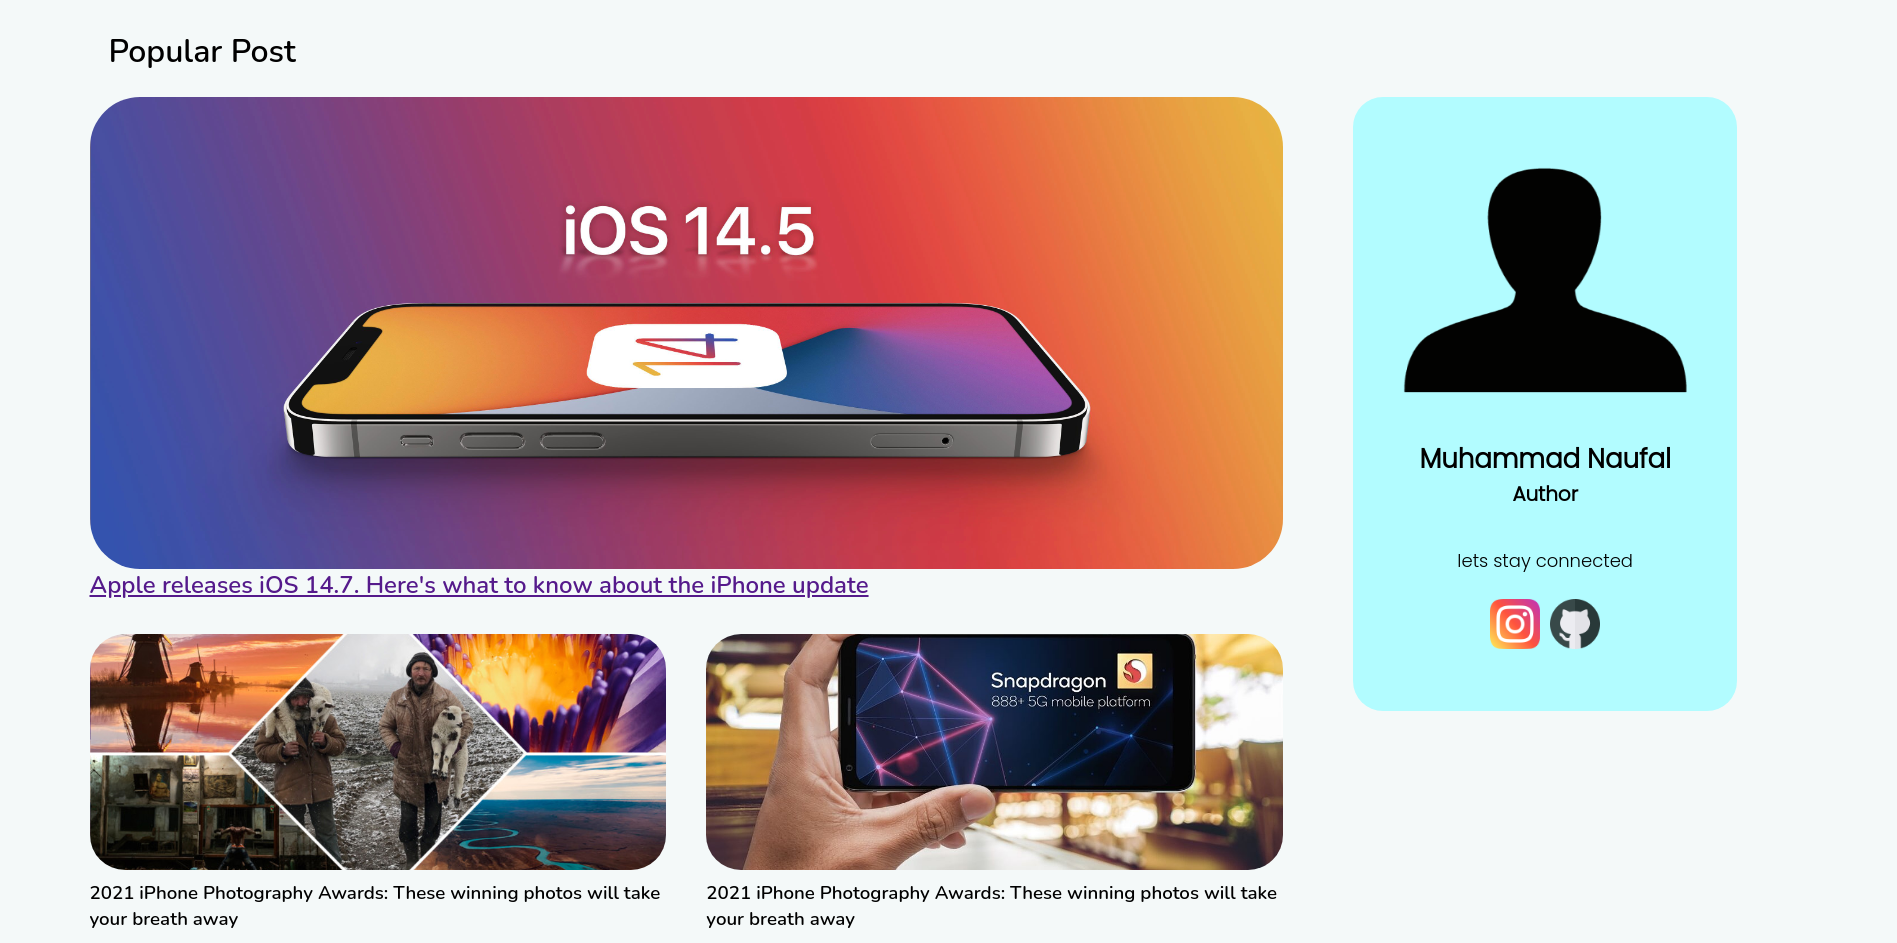 Popular Post
iOS 14.5
14
Apple releases iOS 14.7. Here's what to know about the iPhone update
Snapdragon
888+ 5G mobile platform
2021 iPhone Photography Awards: These winning photos will take
your breath away
2021 iPhone Photography Awards: These winning photos will take
your breath away
Muhammad Naufal
Author
lets stay connected